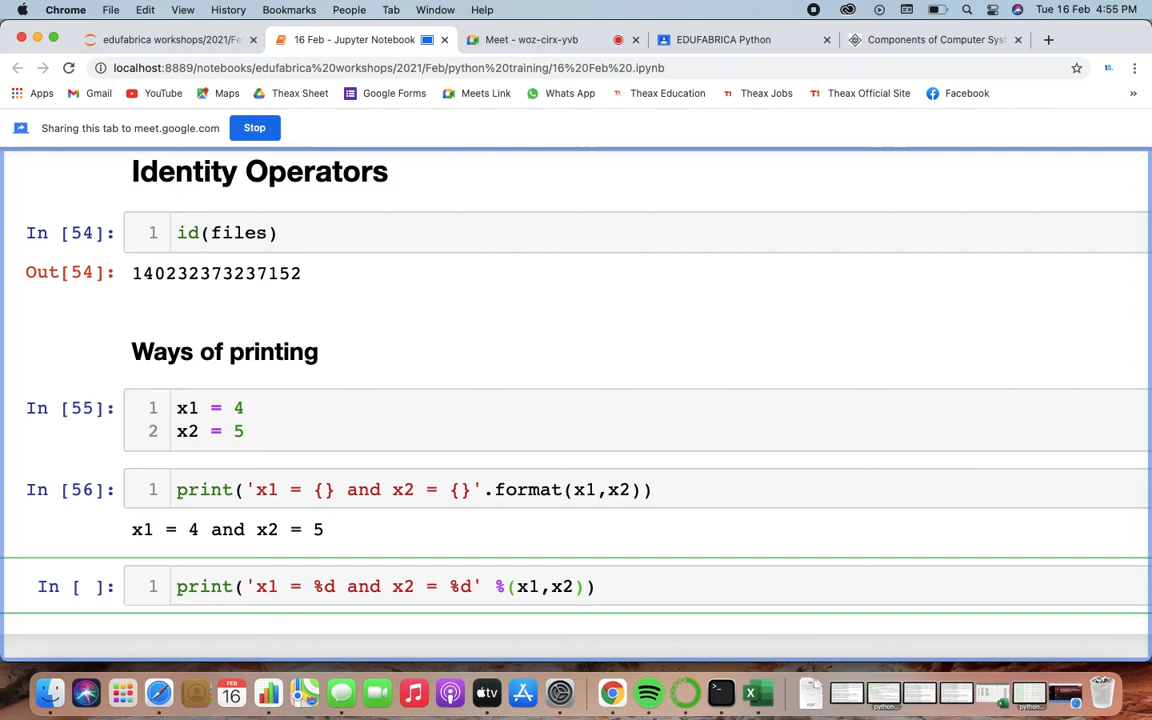 Chrome File Edit View History Bookmarks People Tab Window Help Tue 16 Feb 4:55 PM
edufabrica workshops/2021/Fe 16 Feb - Jupyter Notebook Meet - woz-cirx-yvb EDUFABRICA Python Components of Computer Syst
localhost:8889/notebooks/edufabrica%20workshops/2021/Feb/python%20training/16%20Feb%20.ipynb
Apps Gmail YouTube Maps Theax Sheet Google Forms Meets Link Whats App Theax Education Theax Jobs Theax Official Site Facebook »
Sharing this tab to meet.google.com Stop
Identity Operators
In [54]: 1 id(files)
Out[54]: 140232373237152
Ways of printing
In [55]: 1 x1 = 4
2 x2 = 5
In [56]: 1 print('x1 = {} and x2 = {}'.format(x1,x2))
x1 = 4 and x2 = 5
In [ ]: 1 print('x1 = %d and x2 = %d' %(x1,x2))
FEB
16
python